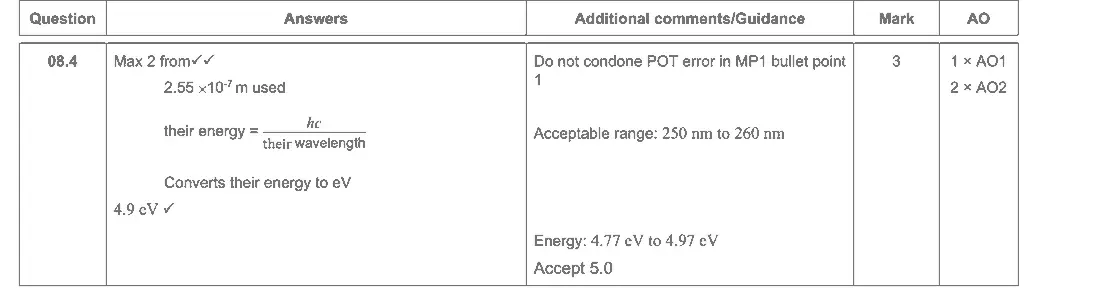 Question Answers Additional comments/Guidance Mark AO
08.4 Max 2 from✓✓ Do not condone POT error in MP1 bullet point 3 1 × AO1
1 2 × AO2
2.55 ×10⁻⁷ m used
their energy = hc
their wavelength
Acceptable range: 250 nm to 260 nm
Converts their energy to eV
4.9 eV ✓
Energy: 4.77 eV to 4.97 eV
Accept 5.0